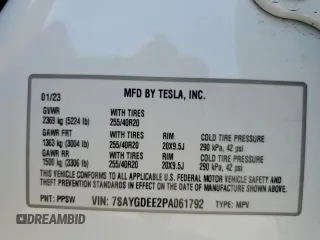 MFD BY TESLA, INC.
01/23
GVWR WITH TIRES
2369 kg (5224 lb) 255/40R20
GAWR FRT WITH TIRES RIM COLD TIRE PRESSURE
1363 kg (3004 lb) 255/40R20 20X9.5J 290 kPa, 42 psi
GAWR RR WITH TIRES RIM COLD TIRE PRESSURE
1500 kg (3306 lb) 255/40R20 20X9.5J 290 kPa, 42 psi
THIS VEHICLE CONFORMS TO ALL APPLICABLE U.S. FEDERAL MOTOR VEHICLE SAFETY AND
THEFT PREVENTION STANDARDS IN EFFECT ON THE DATE OF MANUFACTURE SHOWN ABOVE.
PNT: PPSW VIN: 7SAYGDEE2PA061792 TYPE: MPV
DREAMBID